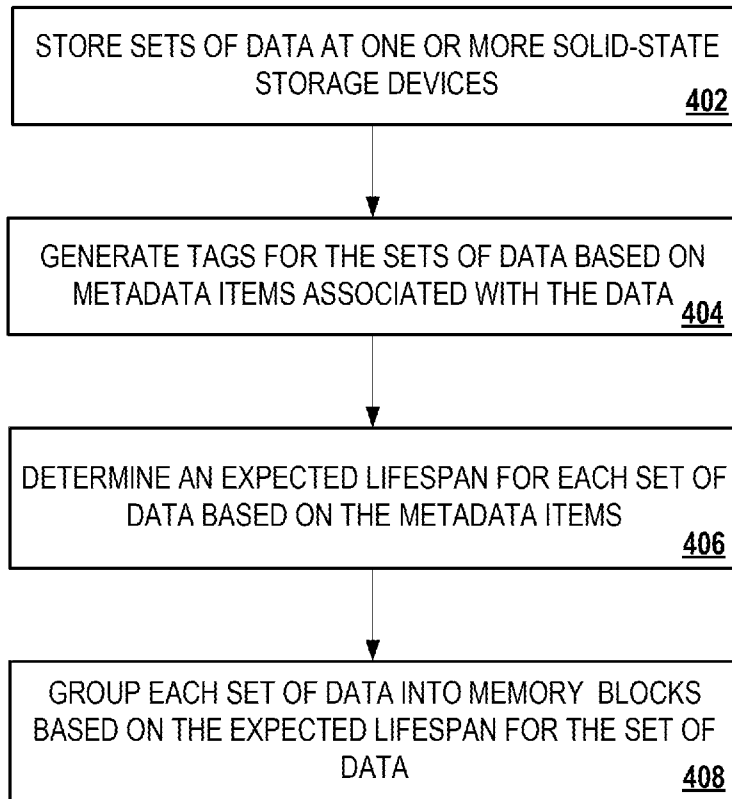 STORE SETS OF DATA AT ONE OR MORE SOLID-STATE
STORAGE DEVICES
402
GENERATE TAGS FOR THE SETS OF DATA BASED ON
METADATA ITEMS ASSOCIATED WITH THE DATA
404
DETERMINE AN EXPECTED LIFESPAN FOR EACH SET OF
DATA BASED ON THE METADATA ITEMS
406
GROUP EACH SET OF DATA INTO MEMORY BLOCKS
BASED ON THE EXPECTED LIFESPAN FOR THE SET OF
DATA
408